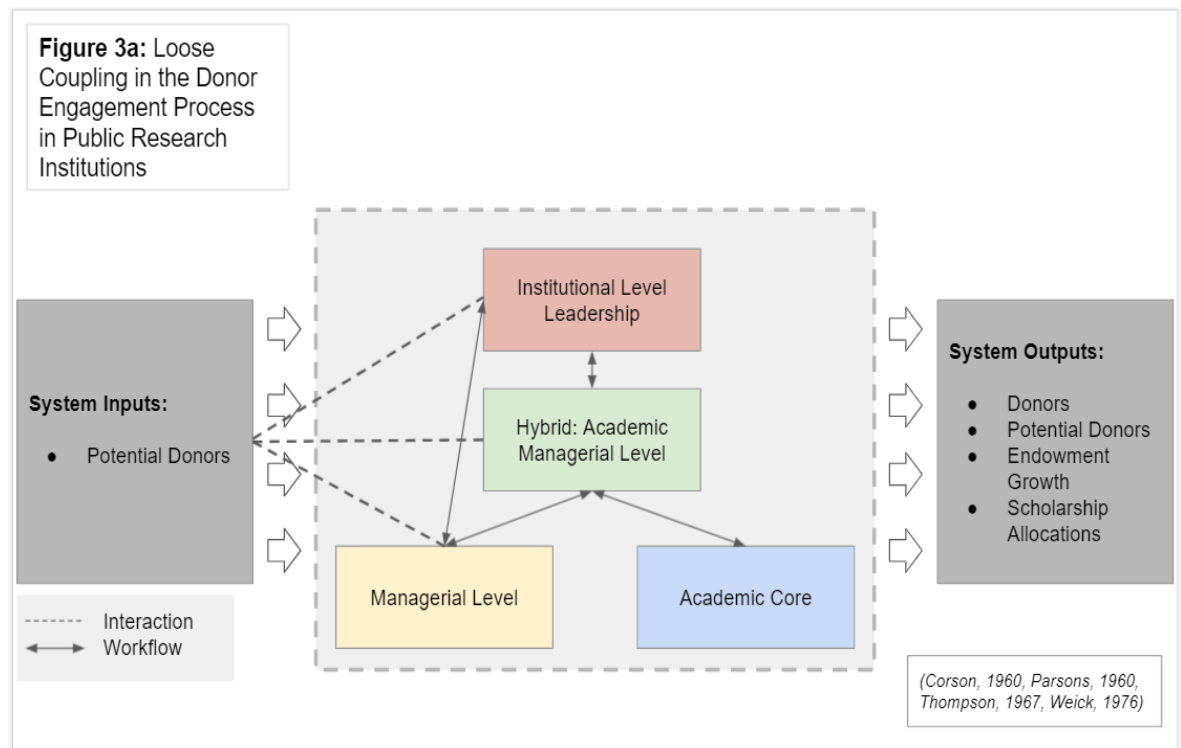 Figure 3a: Loose
Coupling in the Donor
Engagement Process
in Public Research
Institutions
Institutional Level
Leadership
System Inputs:
● Potential Donors
Hybrid: Academic
Managerial Level
System Outputs:
● Donors
● Potential Donors
● Endowment
Growth
● Scholarship
Allocations
Managerial Level
Academic Core
Interaction
Workflow
(Corson, 1960, Parsons, 1960,
Thompson, 1967, Weick, 1976)